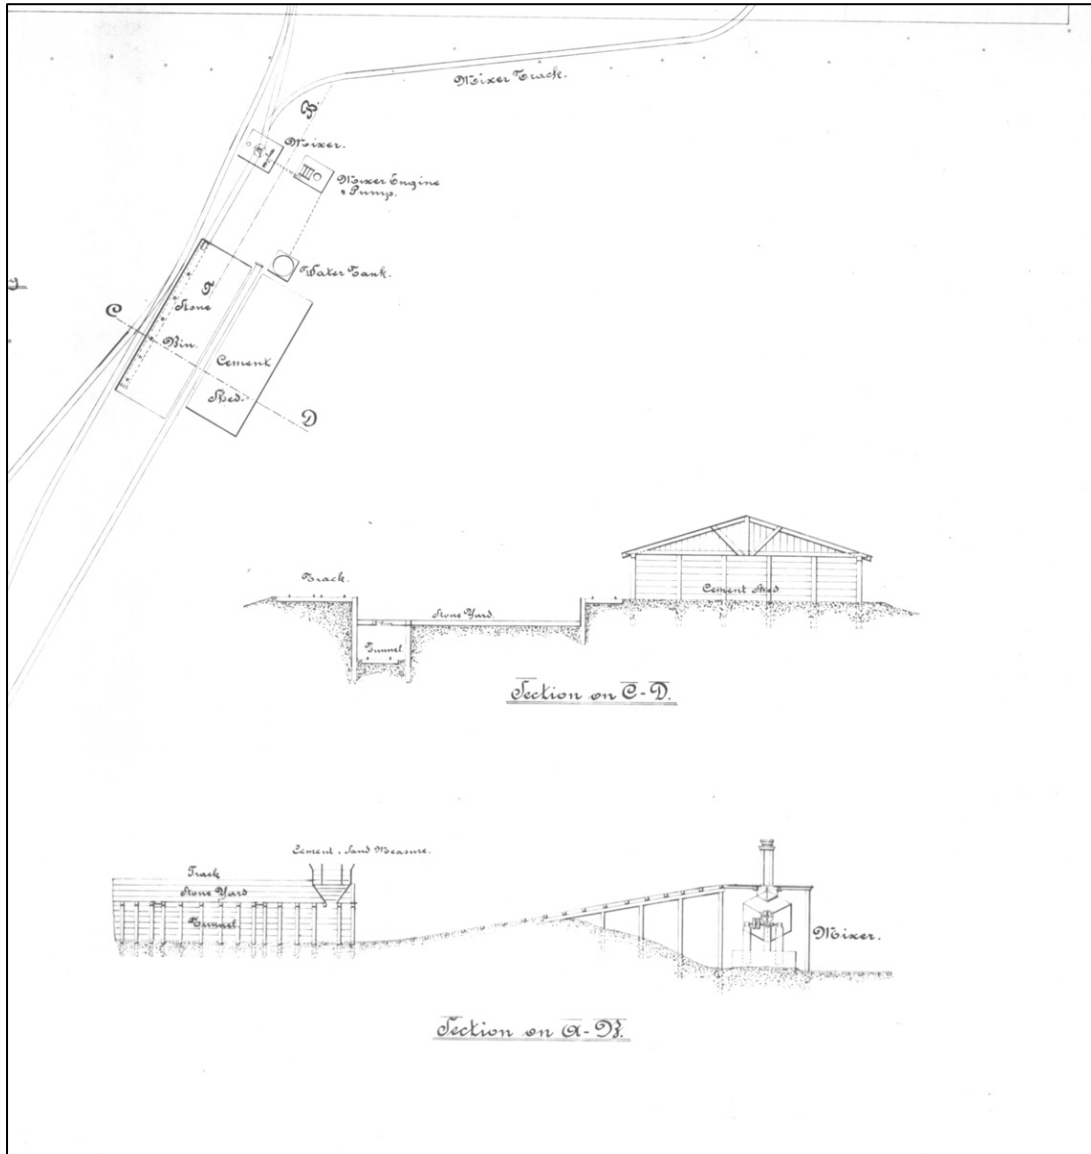 Mixer Track.
B.
Mixer.
Mixer Engine
& Pump.
Water Tank.
A
Stone
C
Bin.
Cement
Shed.
D
Track.
Cement Shed
Stone Yard.
Tunnel
Section on C-D.
Cement & Sand Measure.
Track
Stone Yard
Tunnel
Mixer.
Section on A-B.